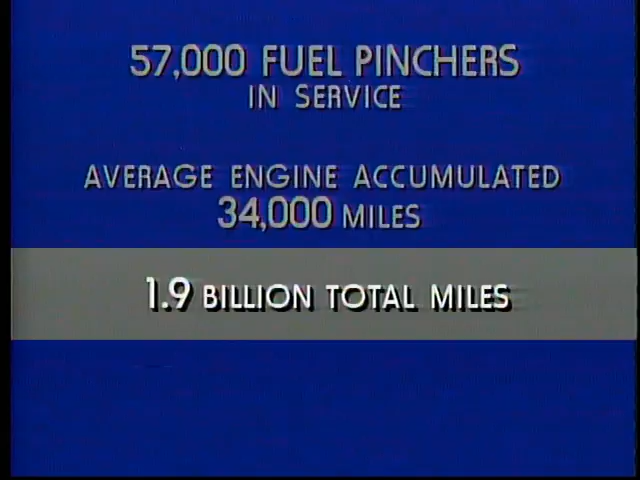 57,000 FUEL PINCHERS
IN SERVICE
AVERAGE ENGINE ACCUMULATED
34,000 MILES
1.9 BILLION TOTAL MILES